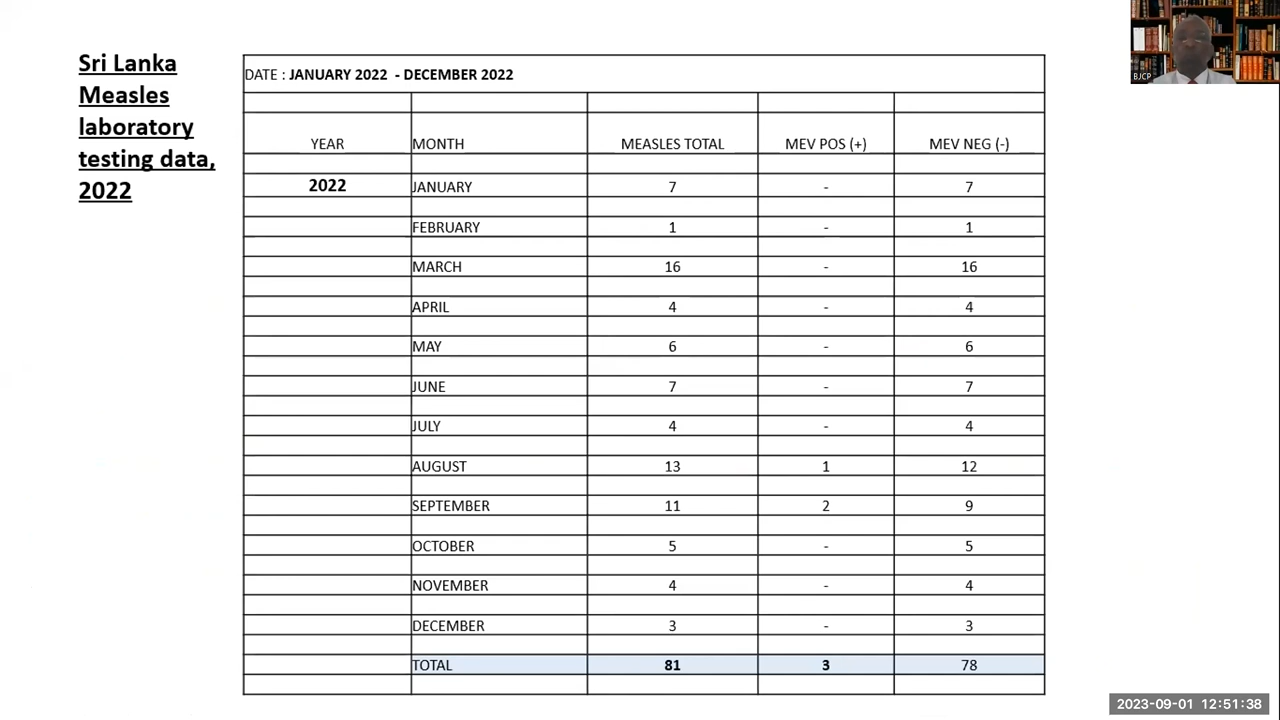 Sri Lanka
Measles
laboratory
testing data,
2022
DATE : JANUARY 2022 - DECEMBER 2022
YEAR MONTH MEASLES TOTAL MEV POS (+) MEV NEG (-)
2022 JANUARY 7 - 7
FEBRUARY 1 - 1
MARCH 16 - 16
APRIL 4 - 4
MAY 6 - 6
JUNE 7 - 7
JULY 4 - 4
AUGUST 13 1 12
SEPTEMBER 11 2 9
OCTOBER 5 - 5
NOVEMBER 4 - 4
DECEMBER 3 - 3
TOTAL 81 3 78
BJCP
2023-09-01 12:51:38